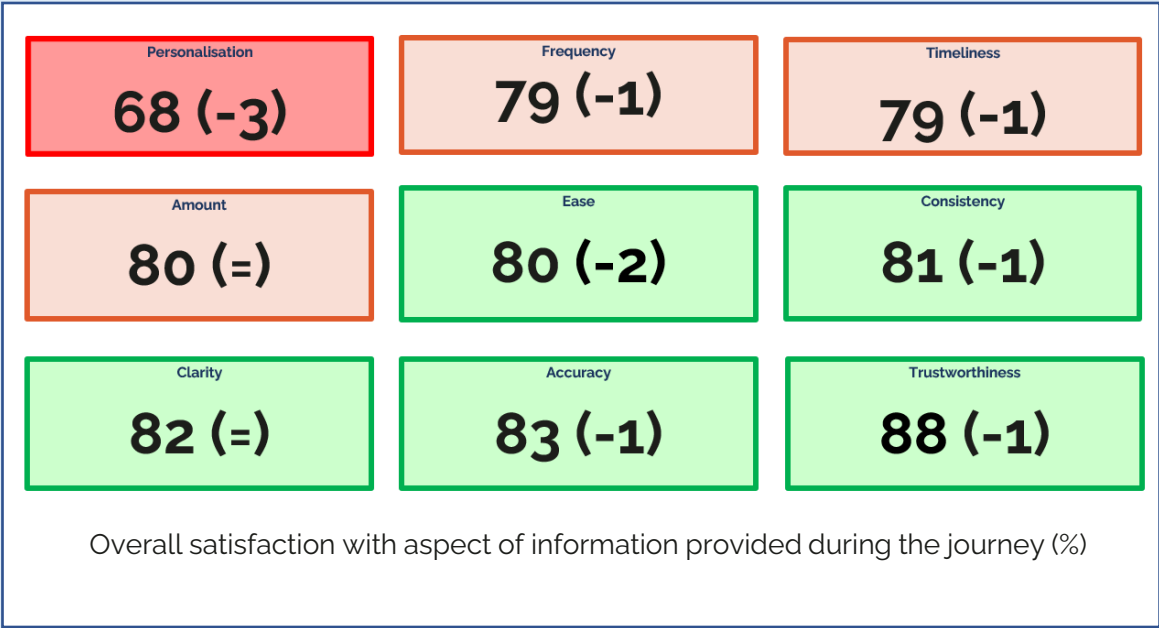 Personalisation
68 (-3)
Frequency
79 (-1)
Timeliness
79 (-1)
Amount
80 (=)
Ease
80 (-2)
Consistency
81 (-1)
Clarity
82 (=)
Accuracy
83 (-1)
Trustworthiness
88 (-1)
Overall satisfaction with aspect of information provided during the journey (%)